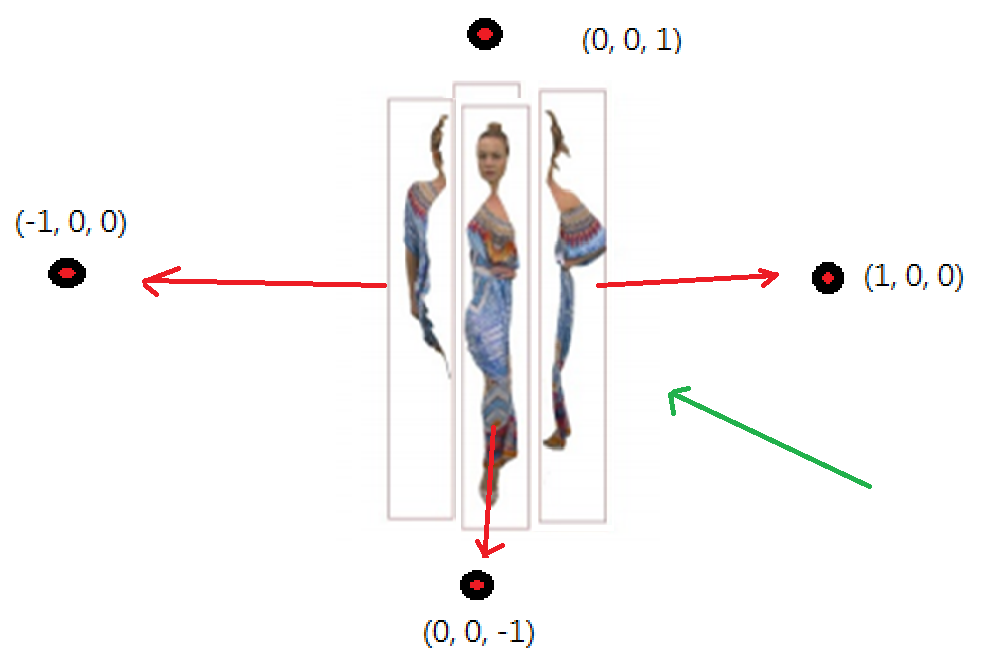 (0, 0, 1)
(-1, 0, 0)
(1, 0, 0)
(0, 0, -1)